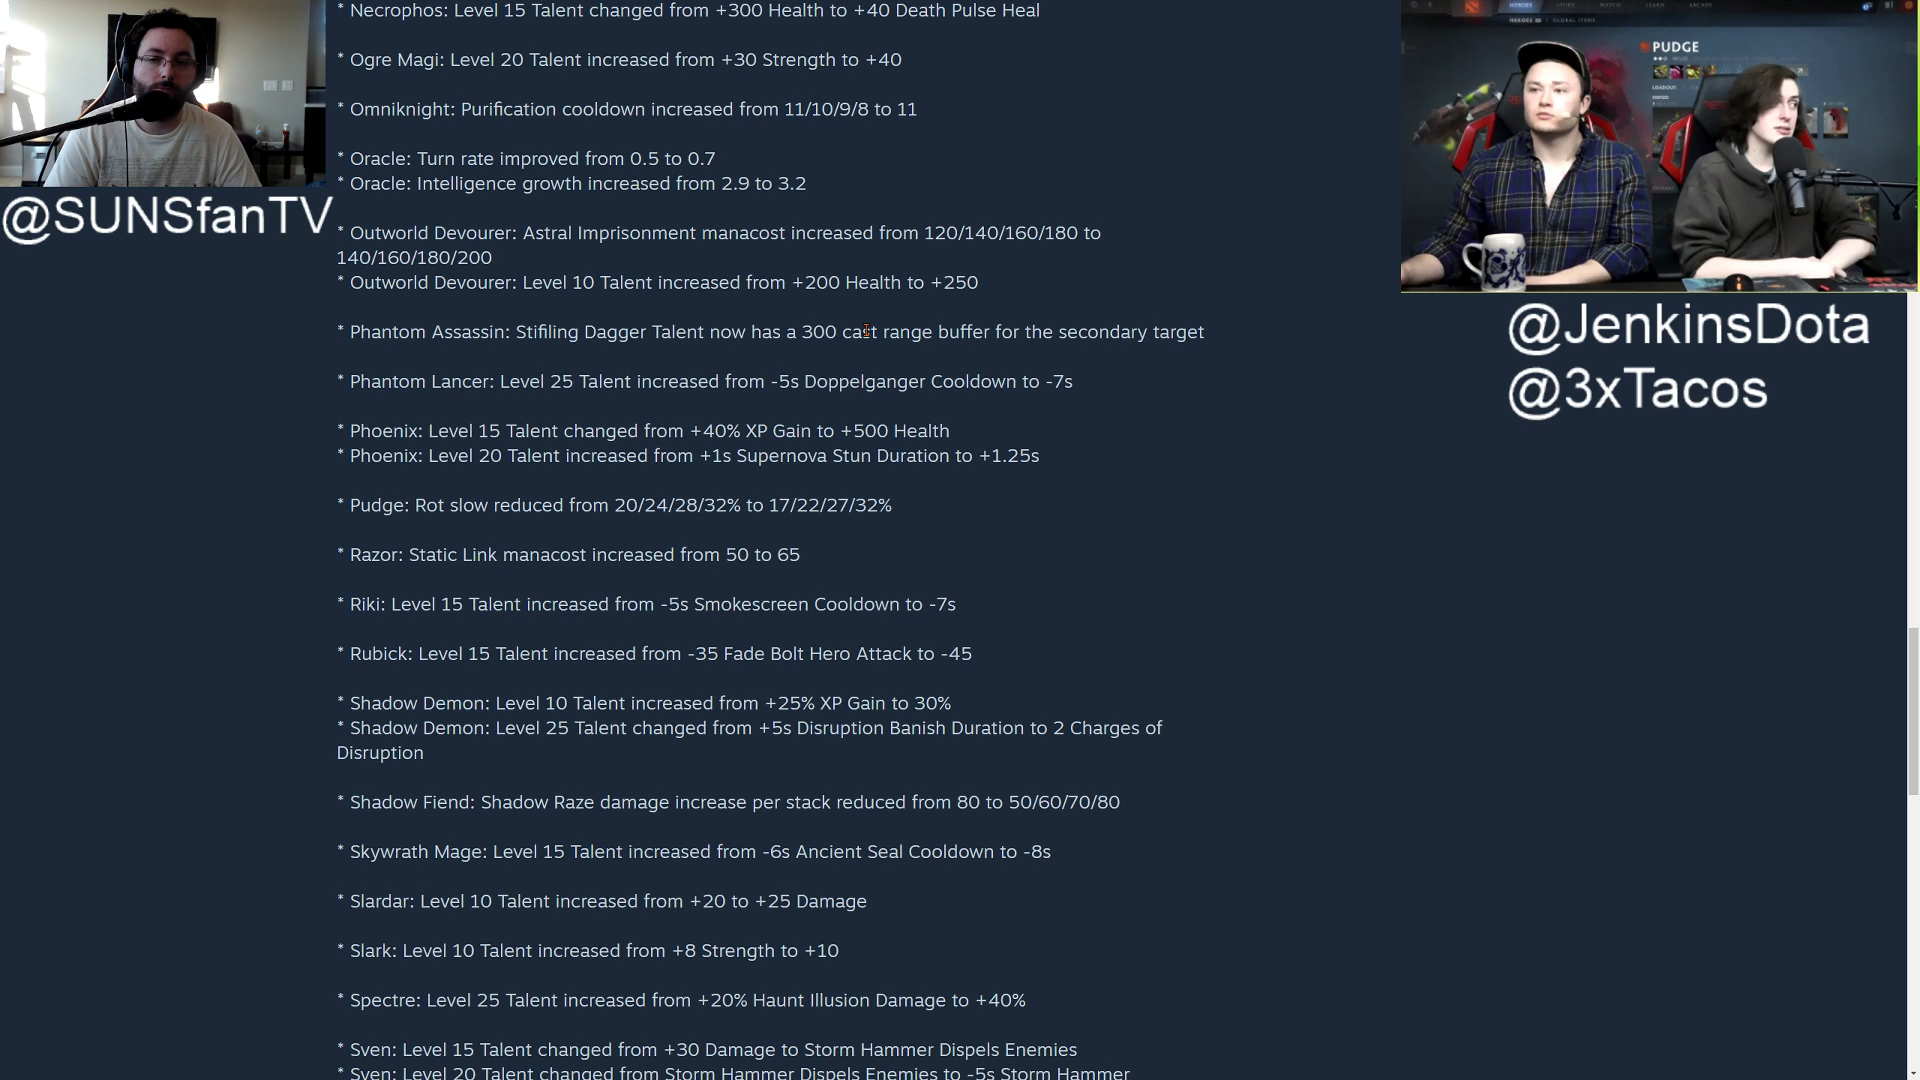 * Necrophos: Level 15 Talent changed from +300 Health to +40 Death Pulse Heal
* Ogre Magi: Level 20 Talent increased from +30 Strength to +40
* Omniknight: Purification cooldown increased from 11/10/9/8 to 11
* Oracle: Turn rate improved from 0.5 to 0.7
* Oracle: Intelligence growth increased from 2.9 to 3.2
* Outworld Devourer: Astral Imprisonment manacost increased from 120/140/160/180 to
140/160/180/200
* Outworld Devourer: Level 10 Talent increased from +200 Health to +250
* Phantom Assassin: Stifiling Dagger Talent now has a 300 cast range buffer for the secondary target
* Phantom Lancer: Level 25 Talent increased from -5s Doppelganger Cooldown to -7s
* Phoenix: Level 15 Talent changed from +40% XP Gain to +500 Health
* Phoenix: Level 20 Talent increased from +1s Supernova Stun Duration to +1.25s
* Pudge: Rot slow reduced from 20/24/28/32% to 17/22/27/32%
* Razor: Static Link manacost increased from 50 to 65
* Riki: Level 15 Talent increased from -5s Smokescreen Cooldown to -7s
* Rubick: Level 15 Talent increased from -35 Fade Bolt Hero Attack to -45
* Shadow Demon: Level 10 Talent increased from +25% XP Gain to 30%
* Shadow Demon: Level 25 Talent changed from +5s Disruption Banish Duration to 2 Charges of
Disruption
* Shadow Fiend: Shadow Raze damage increase per stack reduced from 80 to 50/60/70/80
* Skywrath Mage: Level 15 Talent increased from -6s Ancient Seal Cooldown to -8s
* Slardar: Level 10 Talent increased from +20 to +25 Damage
* Slark: Level 10 Talent increased from +8 Strength to +10
* Spectre: Level 25 Talent increased from +20% Haunt Illusion Damage to +40%
* Sven: Level 15 Talent changed from +30 Damage to Storm Hammer Dispels Enemies
* Sven: Level 20 Talent changed from Storm Hammer Dispels Enemies to -5s Storm Hammer
@SUNSfanTV
HEROES STORE WATCH LEARN ARCADE
HEROES / GLOBAL ITEMS
PUDGE
LOADOUT
@JenkinsDota
@3xTacos